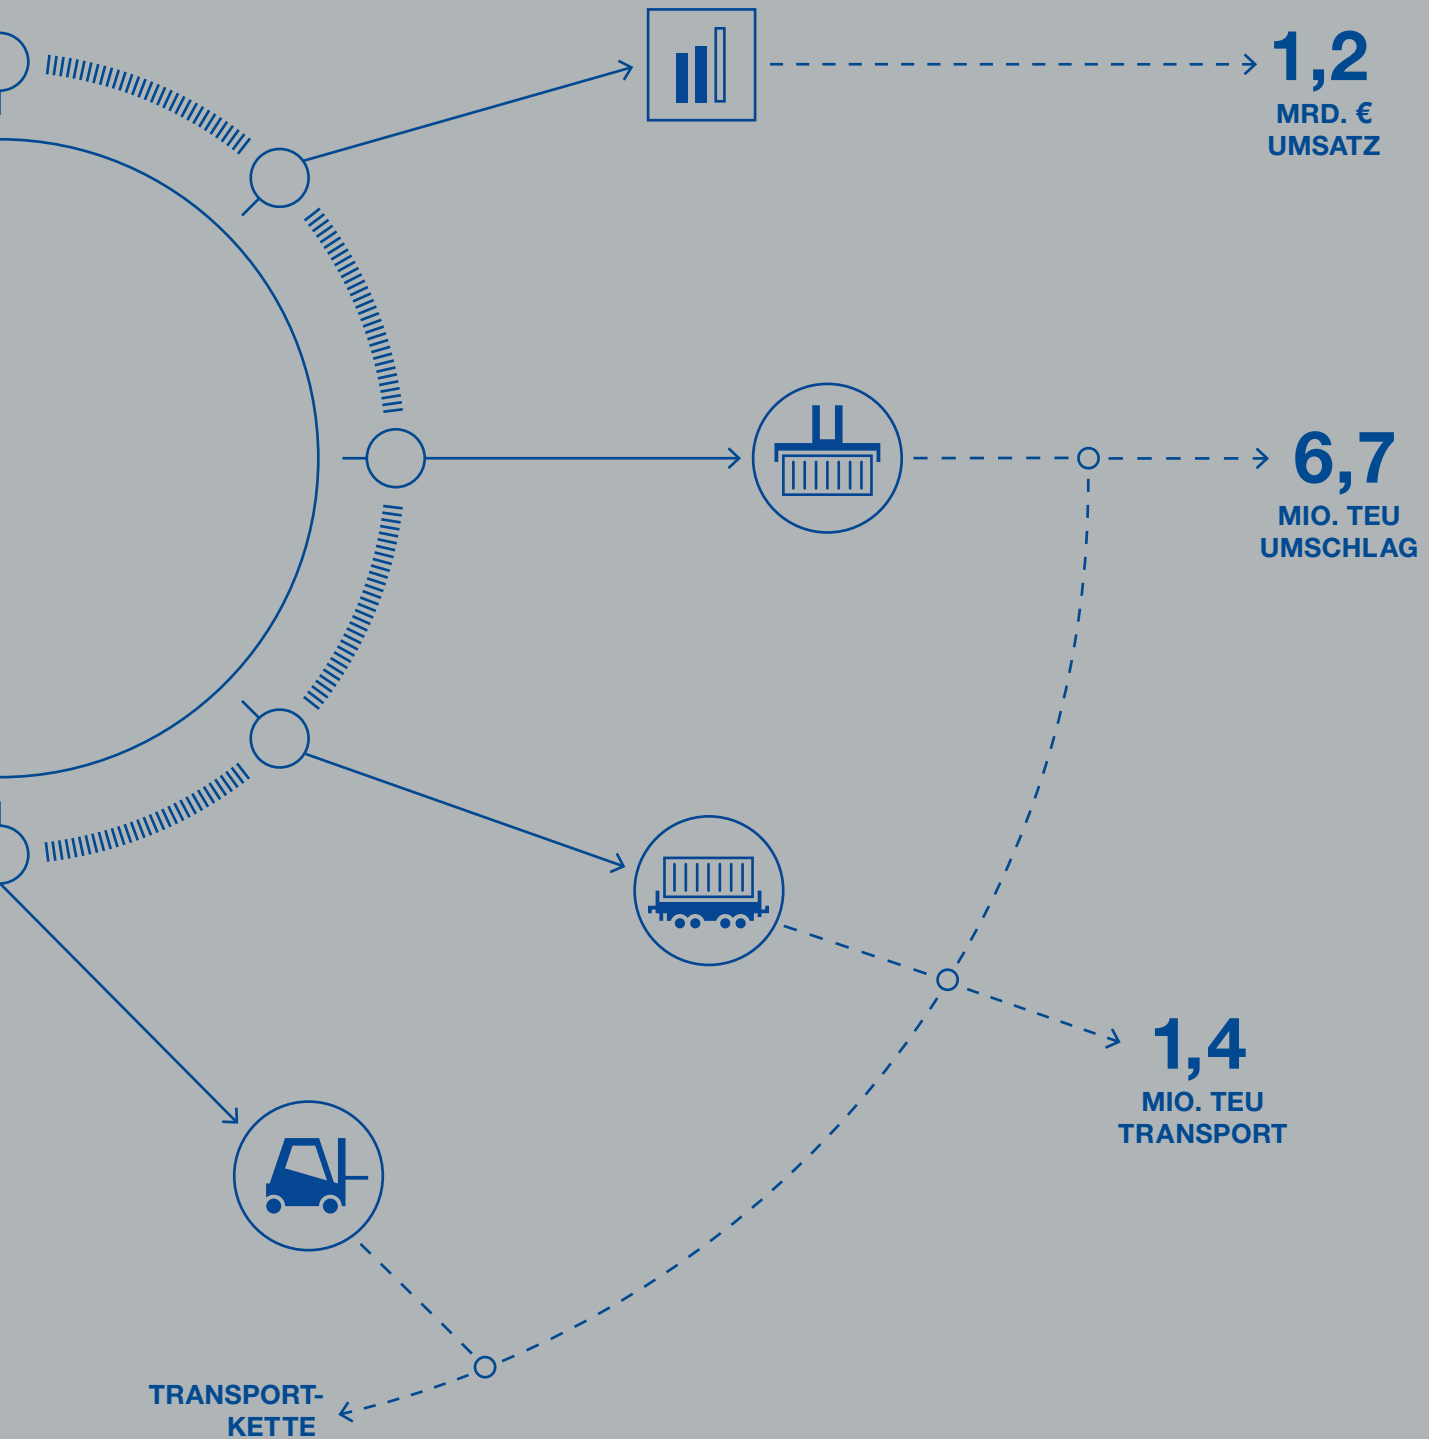 1,2
MRD. €
UMSATZ
6,7
MIO. TEU
UMSCHLAG
1,4
MIO. TEU
TRANSPORT
TRANSPORT-
KETTE